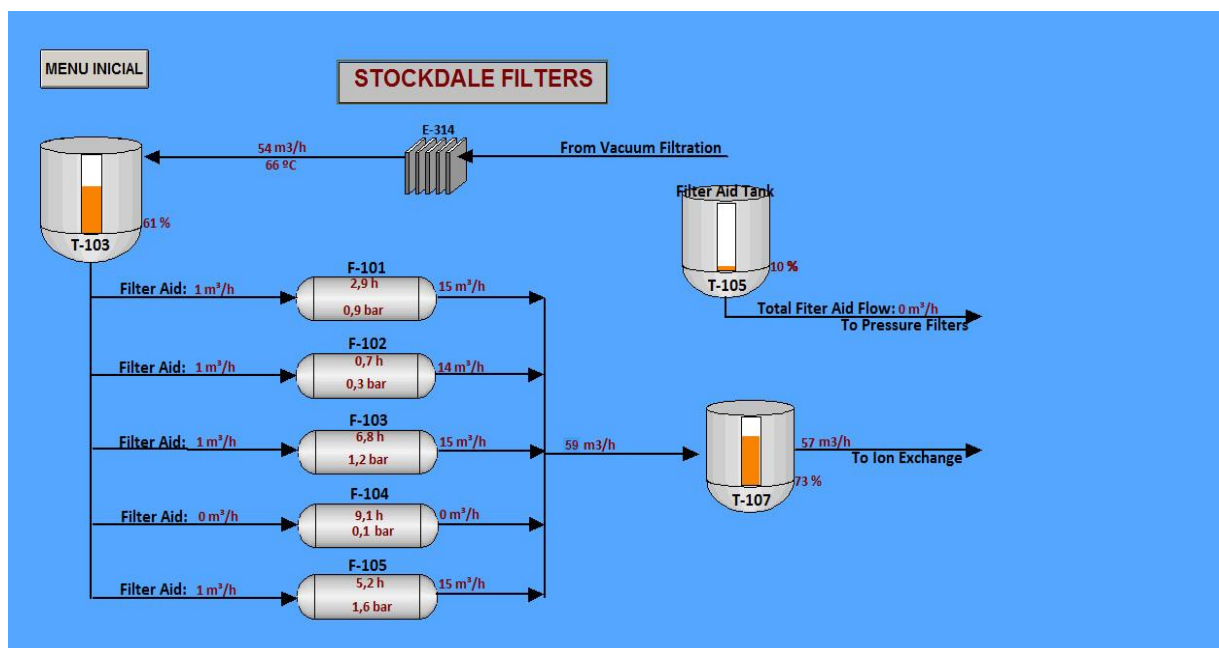 MENU INICIAL
STOCKDALE FILTERS
E-314
54 m3/h
66 ºC
From Vacuum Filtration
61 %
T-103
Filter Aid Tank
10 %
T-105
Total Fiter Aid Flow: 0 m³/h
To Pressure Filters
F-101
Filter Aid: 1 m³/h
2,9 h
0,9 bar
15 m³/h
F-102
Filter Aid: 1 m³/h
0,7 h
0,3 bar
14 m³/h
F-103
Filter Aid: 1 m³/h
6,8 h
1,2 bar
15 m³/h
59 m3/h
57 m3/h
To Ion Exchange
73 %
T-107
F-104
Filter Aid: 0 m³/h
9,1 h
0,1 bar
0 m³/h
F-105
Filter Aid: 1 m³/h
5,2 h
1,6 bar
15 m³/h